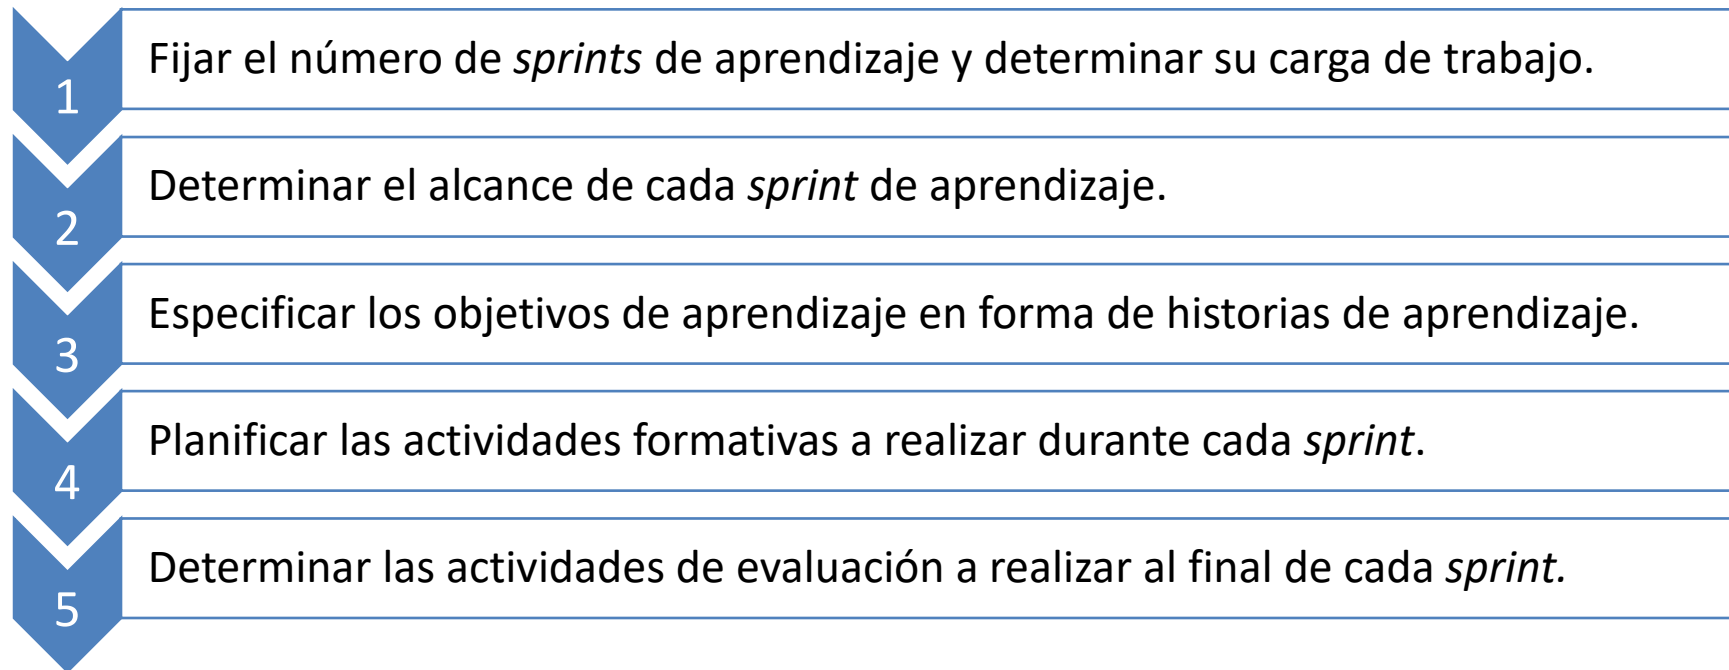 1
Fijar el número de sprints de aprendizaje y determinar su carga de trabajo.
2
Determinar el alcance de cada sprint de aprendizaje.
3
Especificar los objetivos de aprendizaje en forma de historias de aprendizaje.
4
Planificar las actividades formativas a realizar durante cada sprint.
5
Determinar las actividades de evaluación a realizar al final de cada sprint.